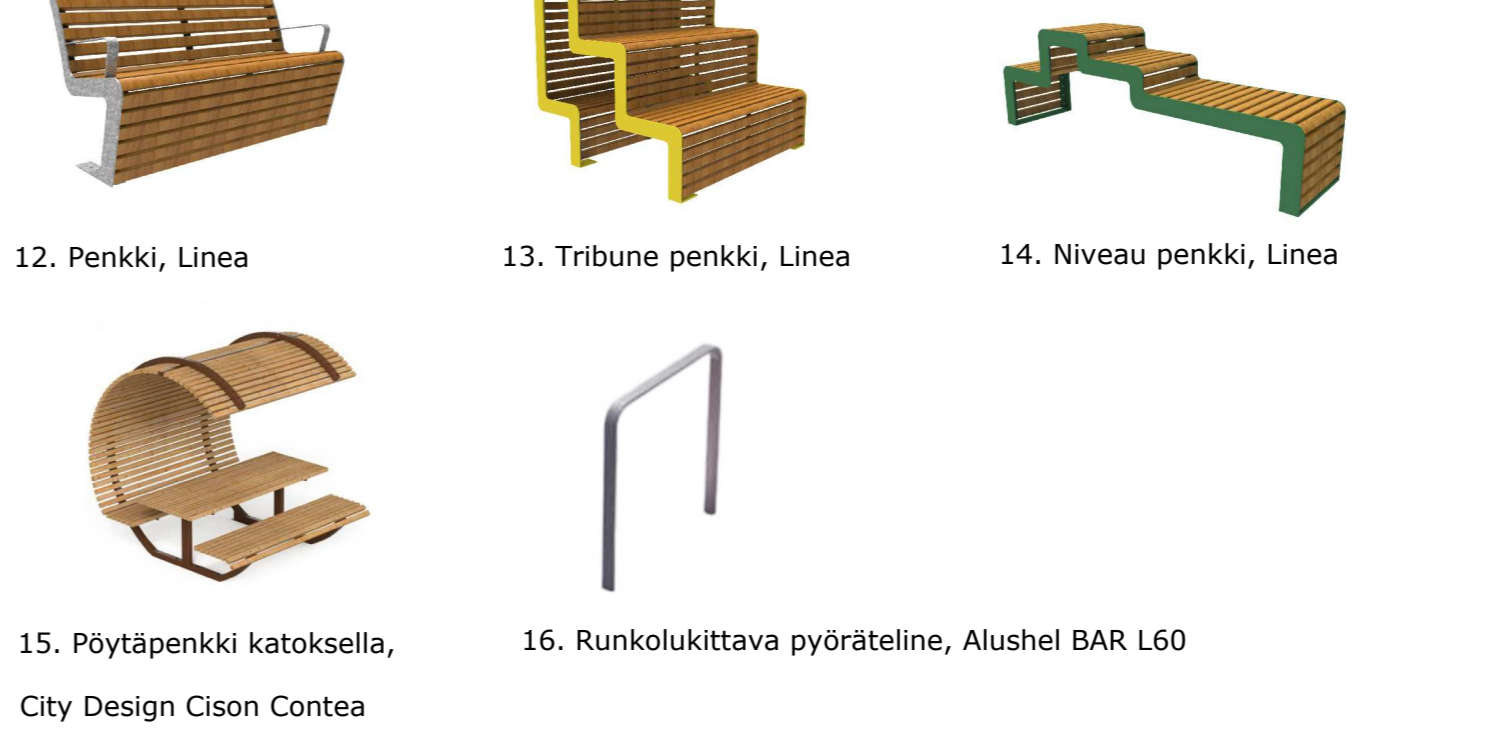 12. Penkki, Linea
13. Tribune penkki, Linea
14. Niveau penkki, Linea
15. Pöytäpenkki katoksella,
City Design Cison Contea
16. Runkolukittava pyöräteline, Alushel BAR L60